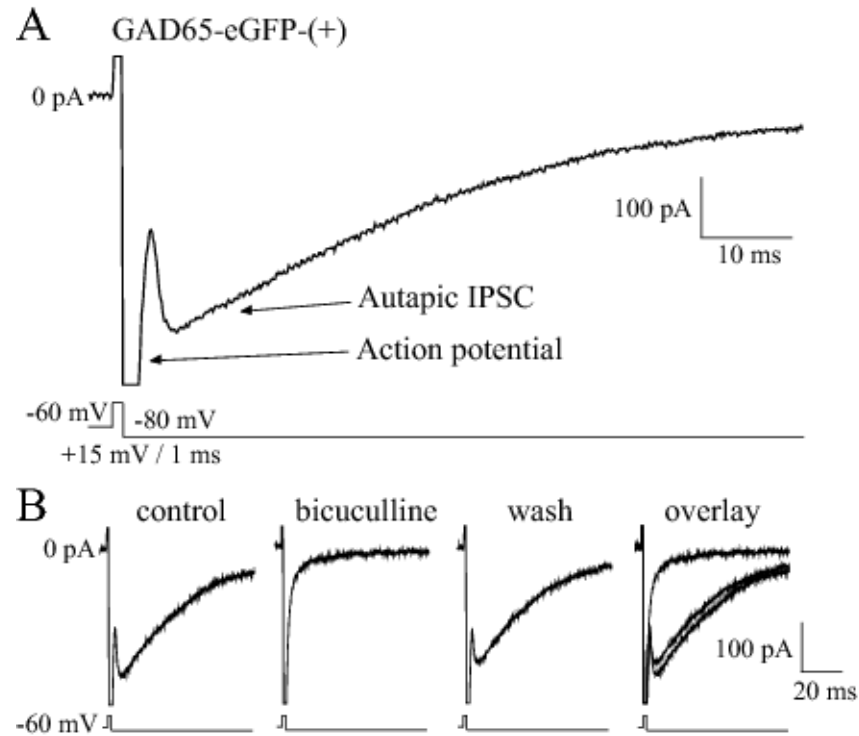 A
GAD65-eGFP-(+)
0 pA
100 pA
10 ms
Autapic IPSC
Action potential
-60 mV
-80 mV
+15 mV / 1 ms
B
control
bicuculline
wash
overlay
0 pA
100 pA
20 ms
-60 mV